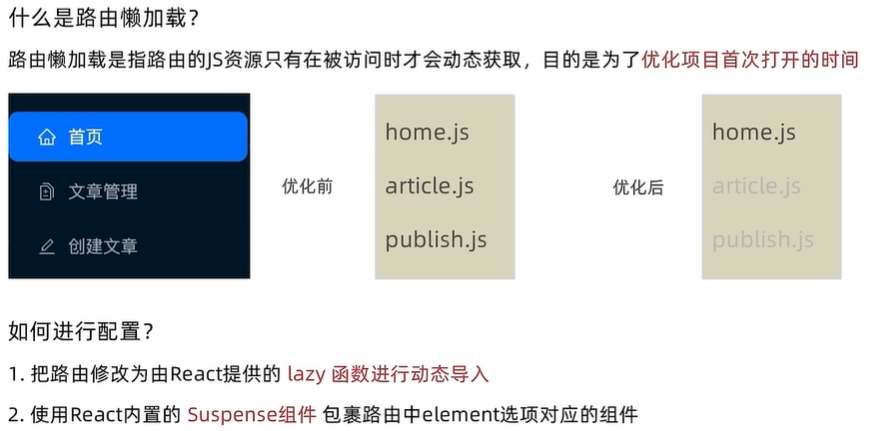 什么是路由懒加载？
路由懒加载是指路由的JS资源只有在被访问时才会动态获取，目的是为了优化项目首次打开的时间
首页
文章管理
创建文章
优化前
home.js
article.js
publish.js
优化后
home.js
article.js
publish.js
如何进行配置？
1. 把路由修改为由React提供的 lazy 函数进行动态导入
2. 使用React内置的 Suspense组件 包裹路由中element选项对应的组件